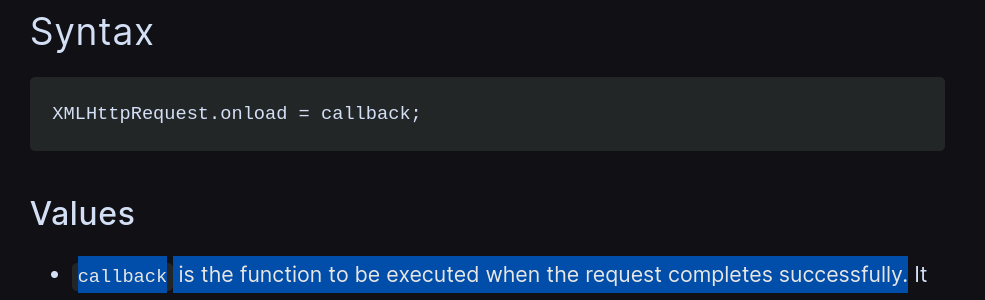 Syntax
XMLHttpRequest.onload = callback;
Values
• callback is the function to be executed when the request completes successfully. It